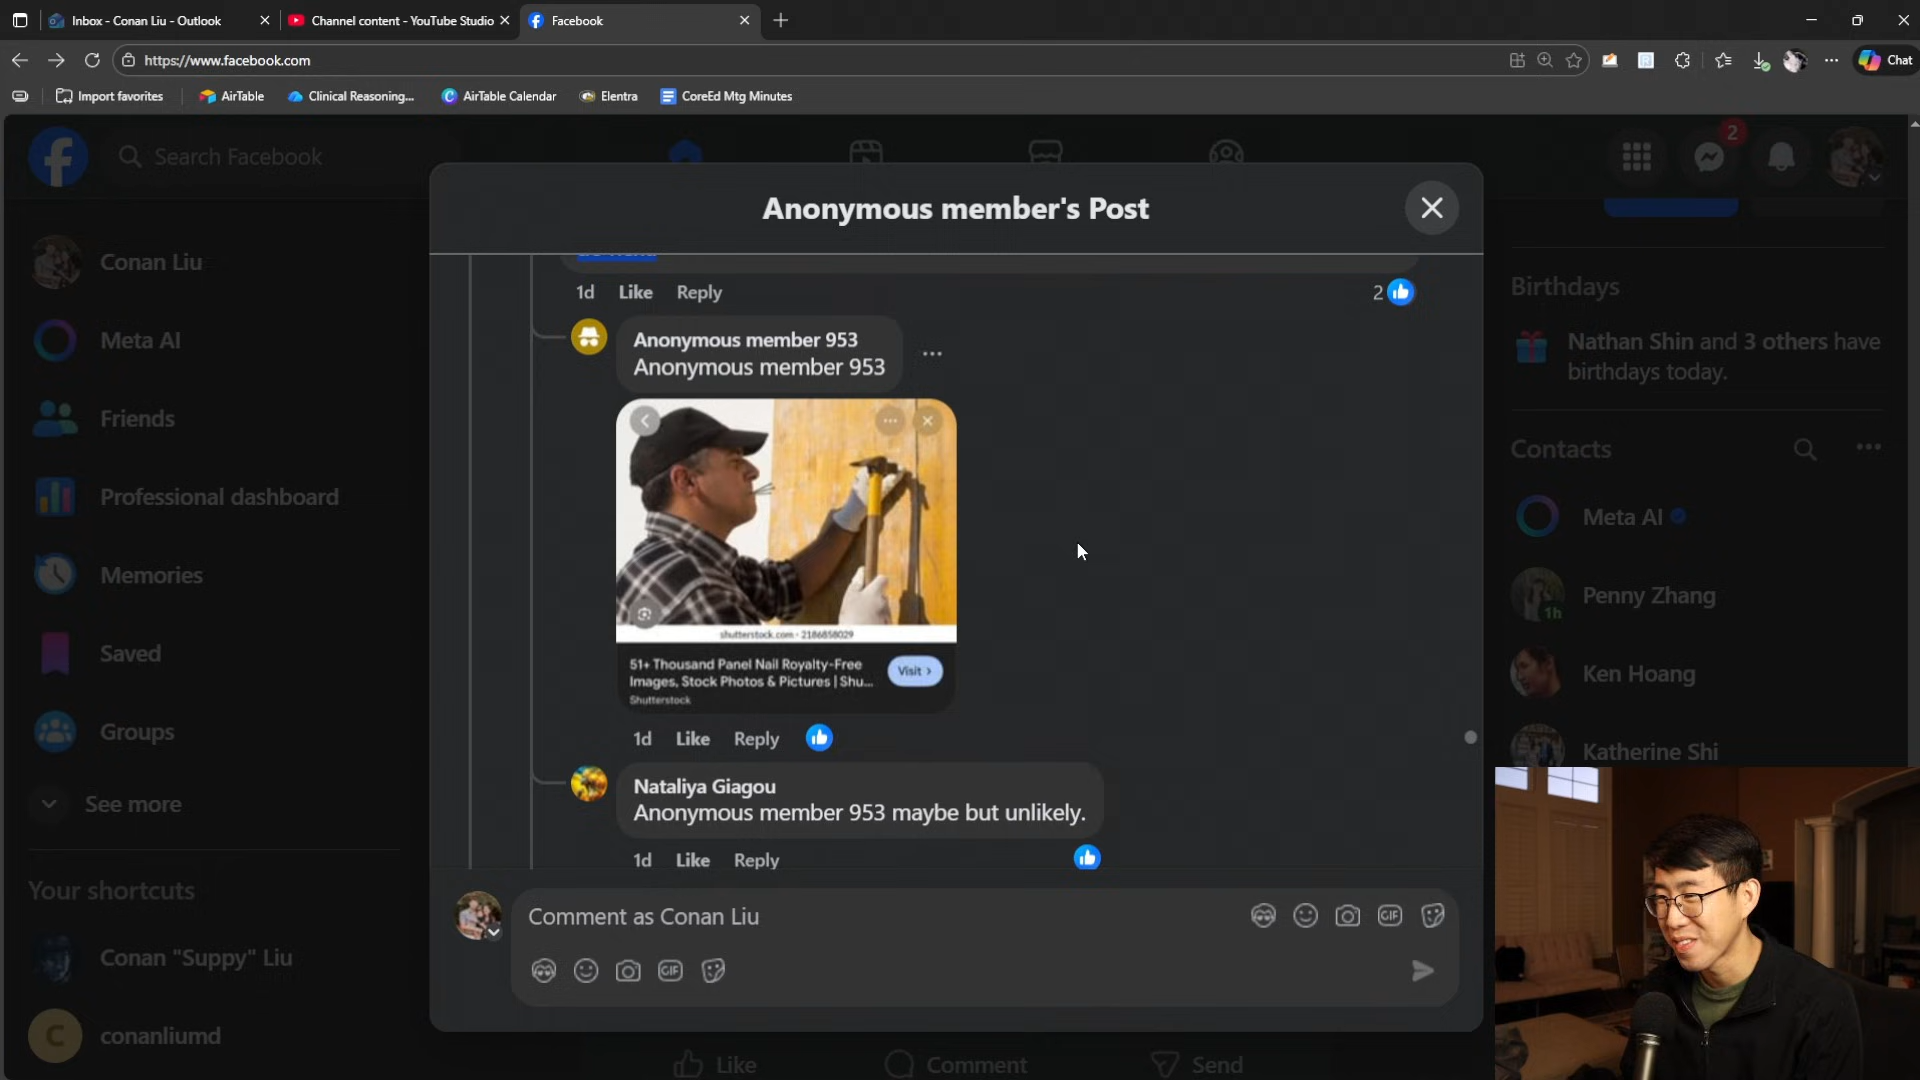 Inbox - Conan Liu - Outlook
Channel content - YouTube Studio
Facebook
https://www.facebook.com
Chat
Import favorites
AirTable
Clinical Reasoning...
AirTable Calendar
Elentra
CoreEd Mtg Minutes
Search Facebook
2
Anonymous member's Post
Conan Liu
Meta AI
Friends
Professional dashboard
Memories
Saved
Groups
See more
Your shortcuts
Conan "Suppy" Liu
C
conanliumd
1d Like Reply
2
Anonymous member 953
Anonymous member 953
shutterstock.com · 2186858029
51+ Thousand Panel Nail Royalty-Free
Images, Stock Photos & Pictures | Shu...
Visit >
Shutterstock
1d Like Reply
Nataliya Giagou
Anonymous member 953 maybe but unlikely.
1d Like Reply
Comment as Conan Liu
GIF
GIF
Like Comment Send
Birthdays
Nathan Shin and 3 others have
birthdays today.
Contacts
Meta AI
Penny Zhang
1h
Ken Hoang
Katherine Shi